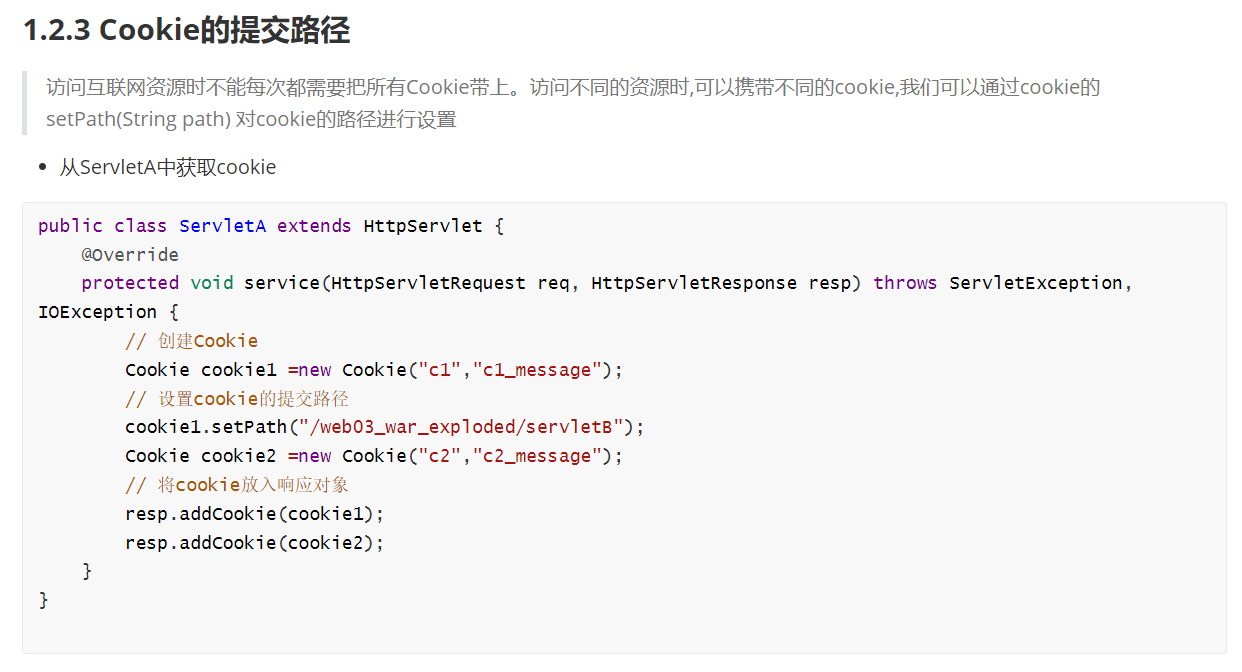 1.2.3 Cookie的提交路径
访问互联网资源时不能每次都需要把所有Cookie带上。访问不同的资源时,可以携带不同的cookie,我们可以通过cookie的
setPath(String path) 对cookie的路径进行设置
• 从ServletA中获取cookie
public class ServletA extends HttpServlet {
    @Override
    protected void service(HttpServletRequest req, HttpServletResponse resp) throws ServletException,
IOException {
        // 创建Cookie
        Cookie cookie1 =new Cookie("c1","c1_message");
        // 设置cookie的提交路径
        cookie1.setPath("/web03_war_exploded/servletB");
        Cookie cookie2 =new Cookie("c2","c2_message");
        // 将cookie放入响应对象
        resp.addCookie(cookie1);
        resp.addCookie(cookie2);
    }
}